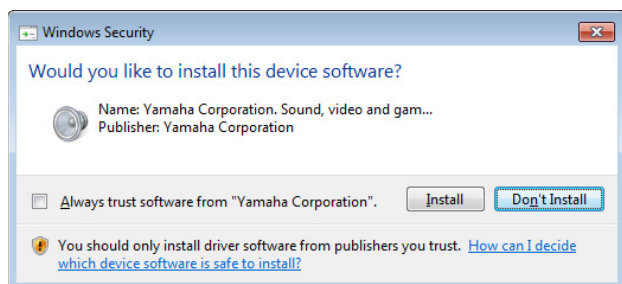 Windows Security
Would you like to install this device software?
Name: Yamaha Corporation. Sound, video and gam...
Publisher: Yamaha Corporation
Always trust software from "Yamaha Corporation".
Install
Don't Install
You should only install driver software from publishers you trust. How can I decide
which device software is safe to install?